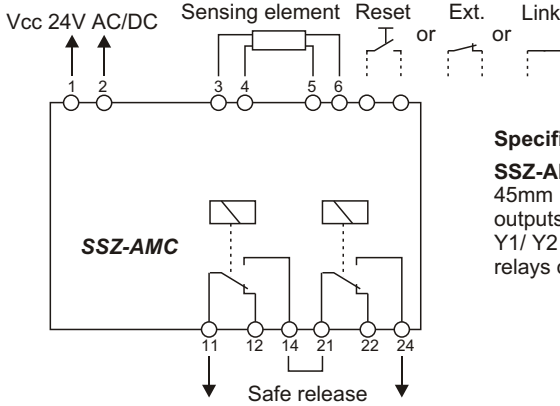 Vcc 24V AC/DC
Sensing element
Reset
or
Ext.
or
Link
1 2 3 4 5 6
Specifi
SSZ-A
45mm
outputs
Y1/ Y2
relays
SSZ-AMC
11 12 14 21 22 24
Safe release